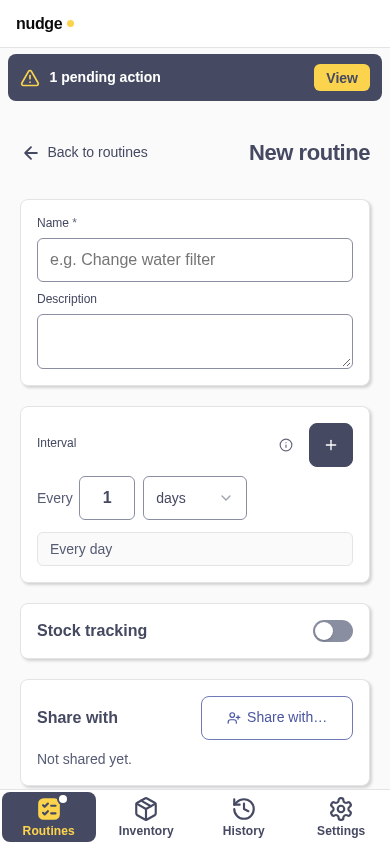 nudge
1 pending action
View
Back to routines
New routine
Name *
e.g. Change water filter
Description
Interval
Every 1 days
Every day
Stock tracking
Share with
Share with…
Not shared yet.
Routines
Inventory
History
Settings